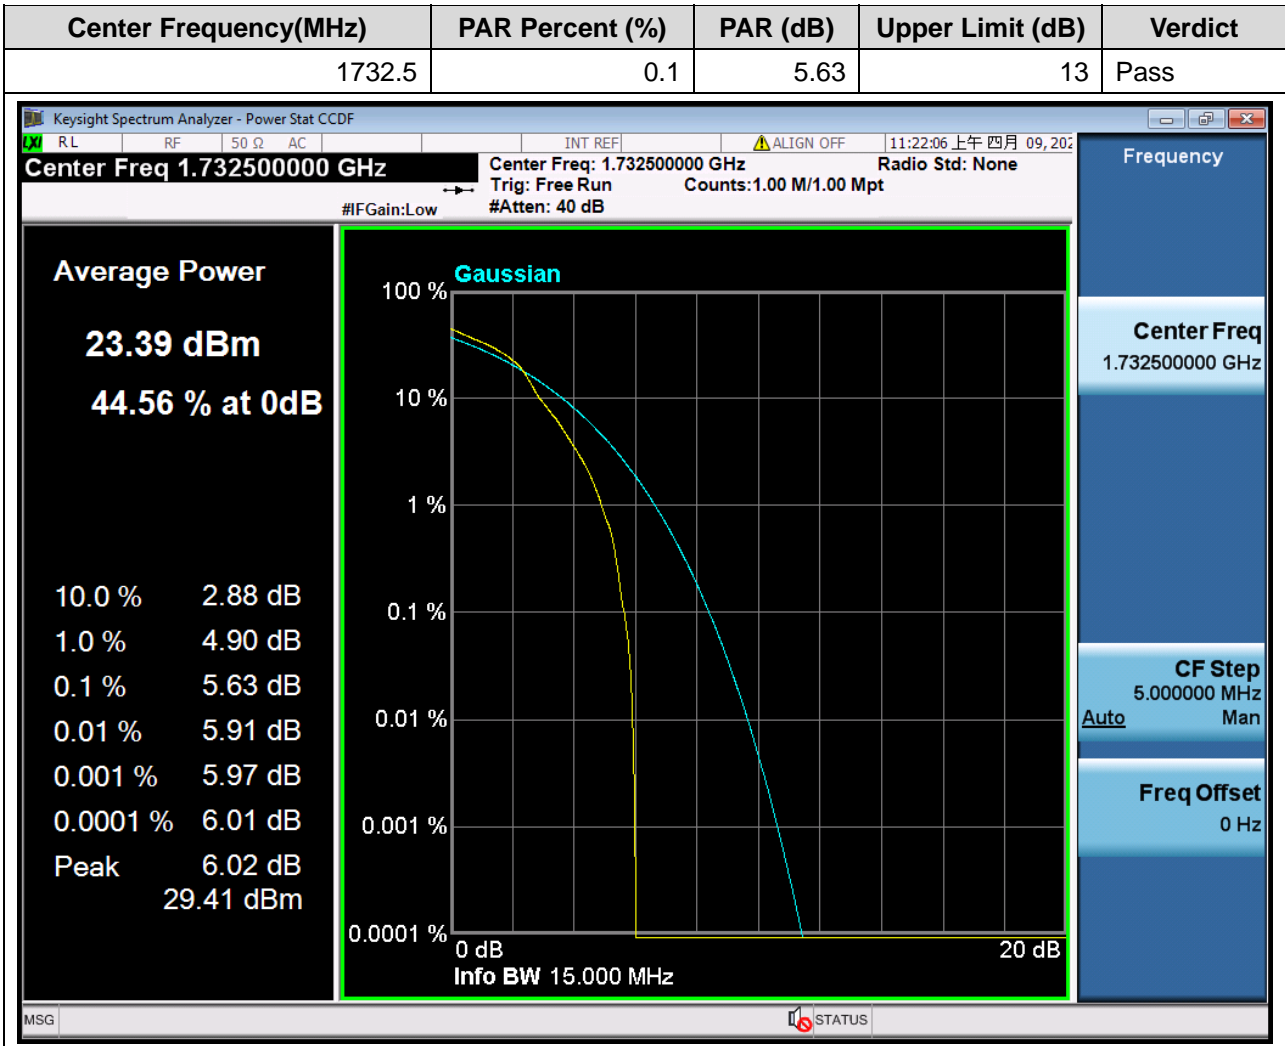 Center Frequency(MHz) PAR Percent (%) PAR (dB) Upper Limit (dB) Verdict
1732.5 0.1 5.63 13 Pass
Keysight Spectrum Analyzer - Power Stat CCDF
LXI RL RF 50 Ω AC INT REF ALIGN OFF 11:22:06 上午 四月 09, 202
Center Freq 1.732500000 GHz
Center Freq: 1.732500000 GHz Radio Std: None
Trig: Free Run Counts:1.00 M/1.00 Mpt
#IFGain:Low #Atten: 40 dB
Frequency
Average Power
23.39 dBm
44.56 % at 0dB
10.0 % 2.88 dB
1.0 % 4.90 dB
0.1 % 5.63 dB
0.01 % 5.91 dB
0.001 % 5.97 dB
0.0001 % 6.01 dB
Peak 6.02 dB
29.41 dBm
Gaussian
100 %
10 %
1 %
0.1 %
0.01 %
0.001 %
0.0001 %
0 dB 20 dB
Info BW 15.000 MHz
Center Freq
1.732500000 GHz
CF Step
5.000000 MHz
Auto Man
Freq Offset
0 Hz
MSG STATUS